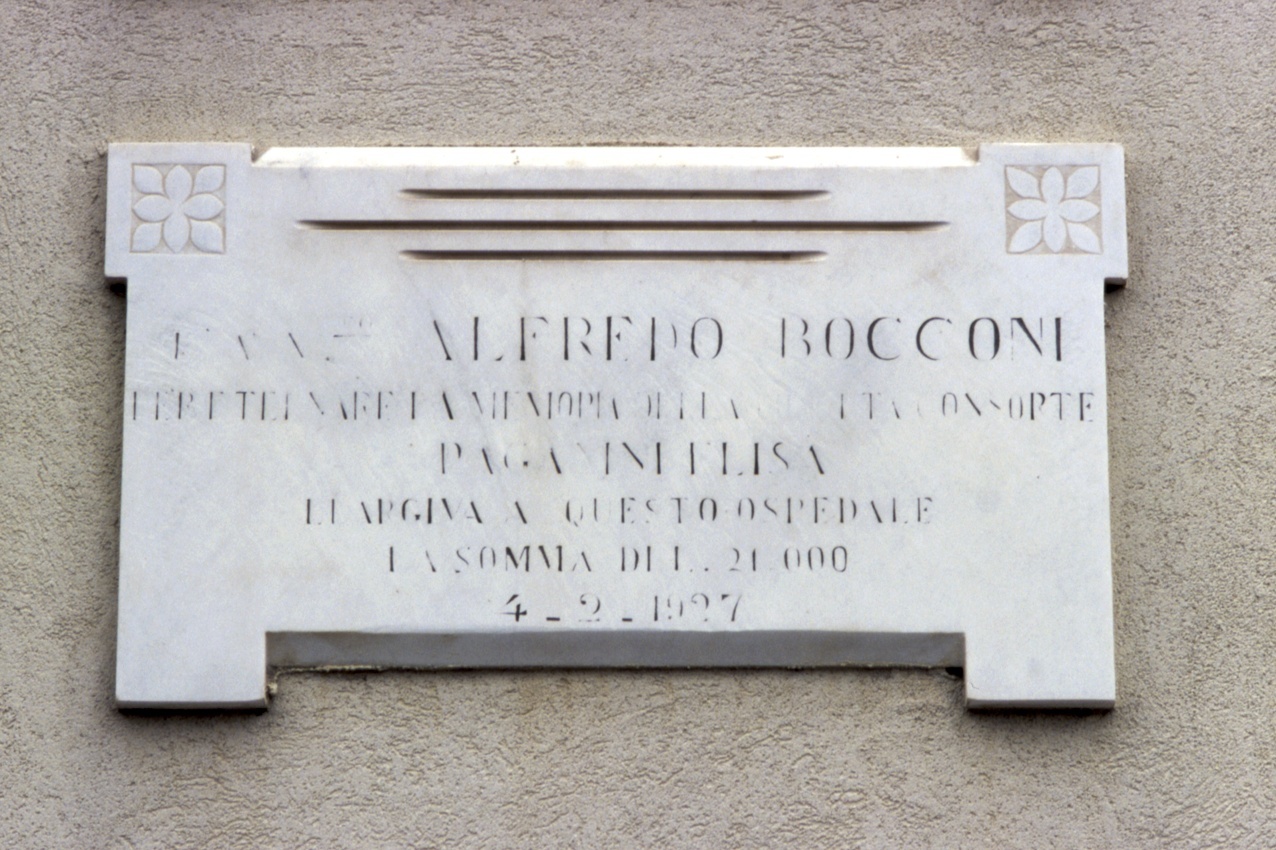 ALFREDO BOCCONI
PER ETERNARE LA MEMORIA DELLA CONSORTE
PAGANINI ELISA
ELARGIVA A QUESTO OSPEDALE
LA SOMMA DI L. 21.000
4-2-1927